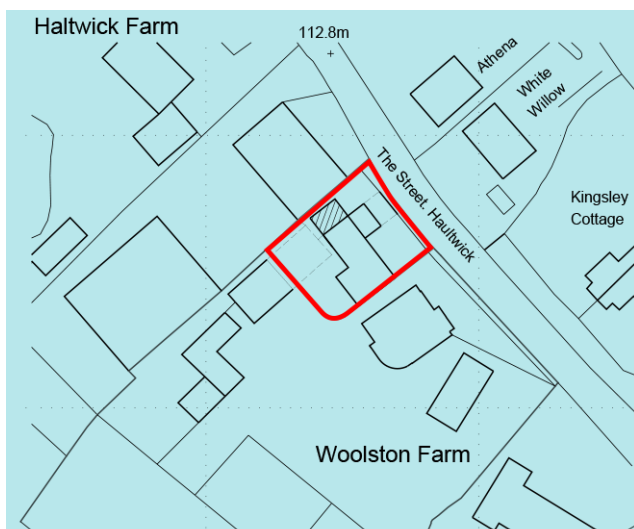 Haltwick Farm
112.8m
Athena
White
Willow
The Street. Haultwick
Kingsley
Cottage
Woolston Farm